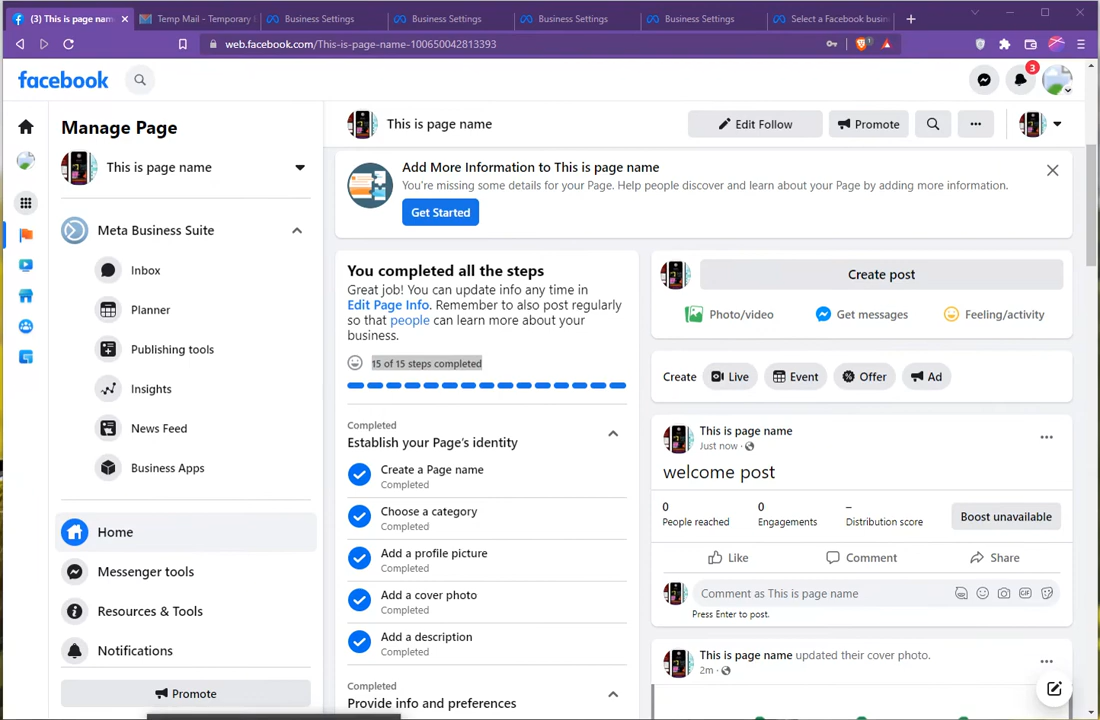 (3) This is page nam
Temp Mail - Temporary
Business Settings
Business Settings
Business Settings
Business Settings
Select a Facebook busin
web.facebook.com/This-is-page-name-100650042813393
1
facebook
3
Manage Page
This is page name
Meta Business Suite
Inbox
Planner
Publishing tools
Insights
News Feed
Business Apps
Home
Messenger tools
Resources & Tools
Notifications
Promote
This is page name
Edit Follow
Promote
Add More Information to This is page name
You're missing some details for your Page. Help people discover and learn about your Page by adding more information.
Get Started
You completed all the steps
Great job! You can update info any time in
Edit Page Info. Remember to also post regularly
so that people can learn more about your
business.
15 of 15 steps completed
Completed
Establish your Page's identity
Create a Page name
Completed
Choose a category
Completed
Add a profile picture
Completed
Add a cover photo
Completed
Add a description
Completed
Completed
Provide info and preferences
Create post
Photo/video
Get messages
Feeling/activity
Create
Live
Event
Offer
Ad
This is page name
Just now ·
welcome post
0
People reached
0
Engagements
–
Distribution score
Boost unavailable
Like
Comment
Share
Comment as This is page name
GIF
Press Enter to post.
This is page name updated their cover photo.
2m ·